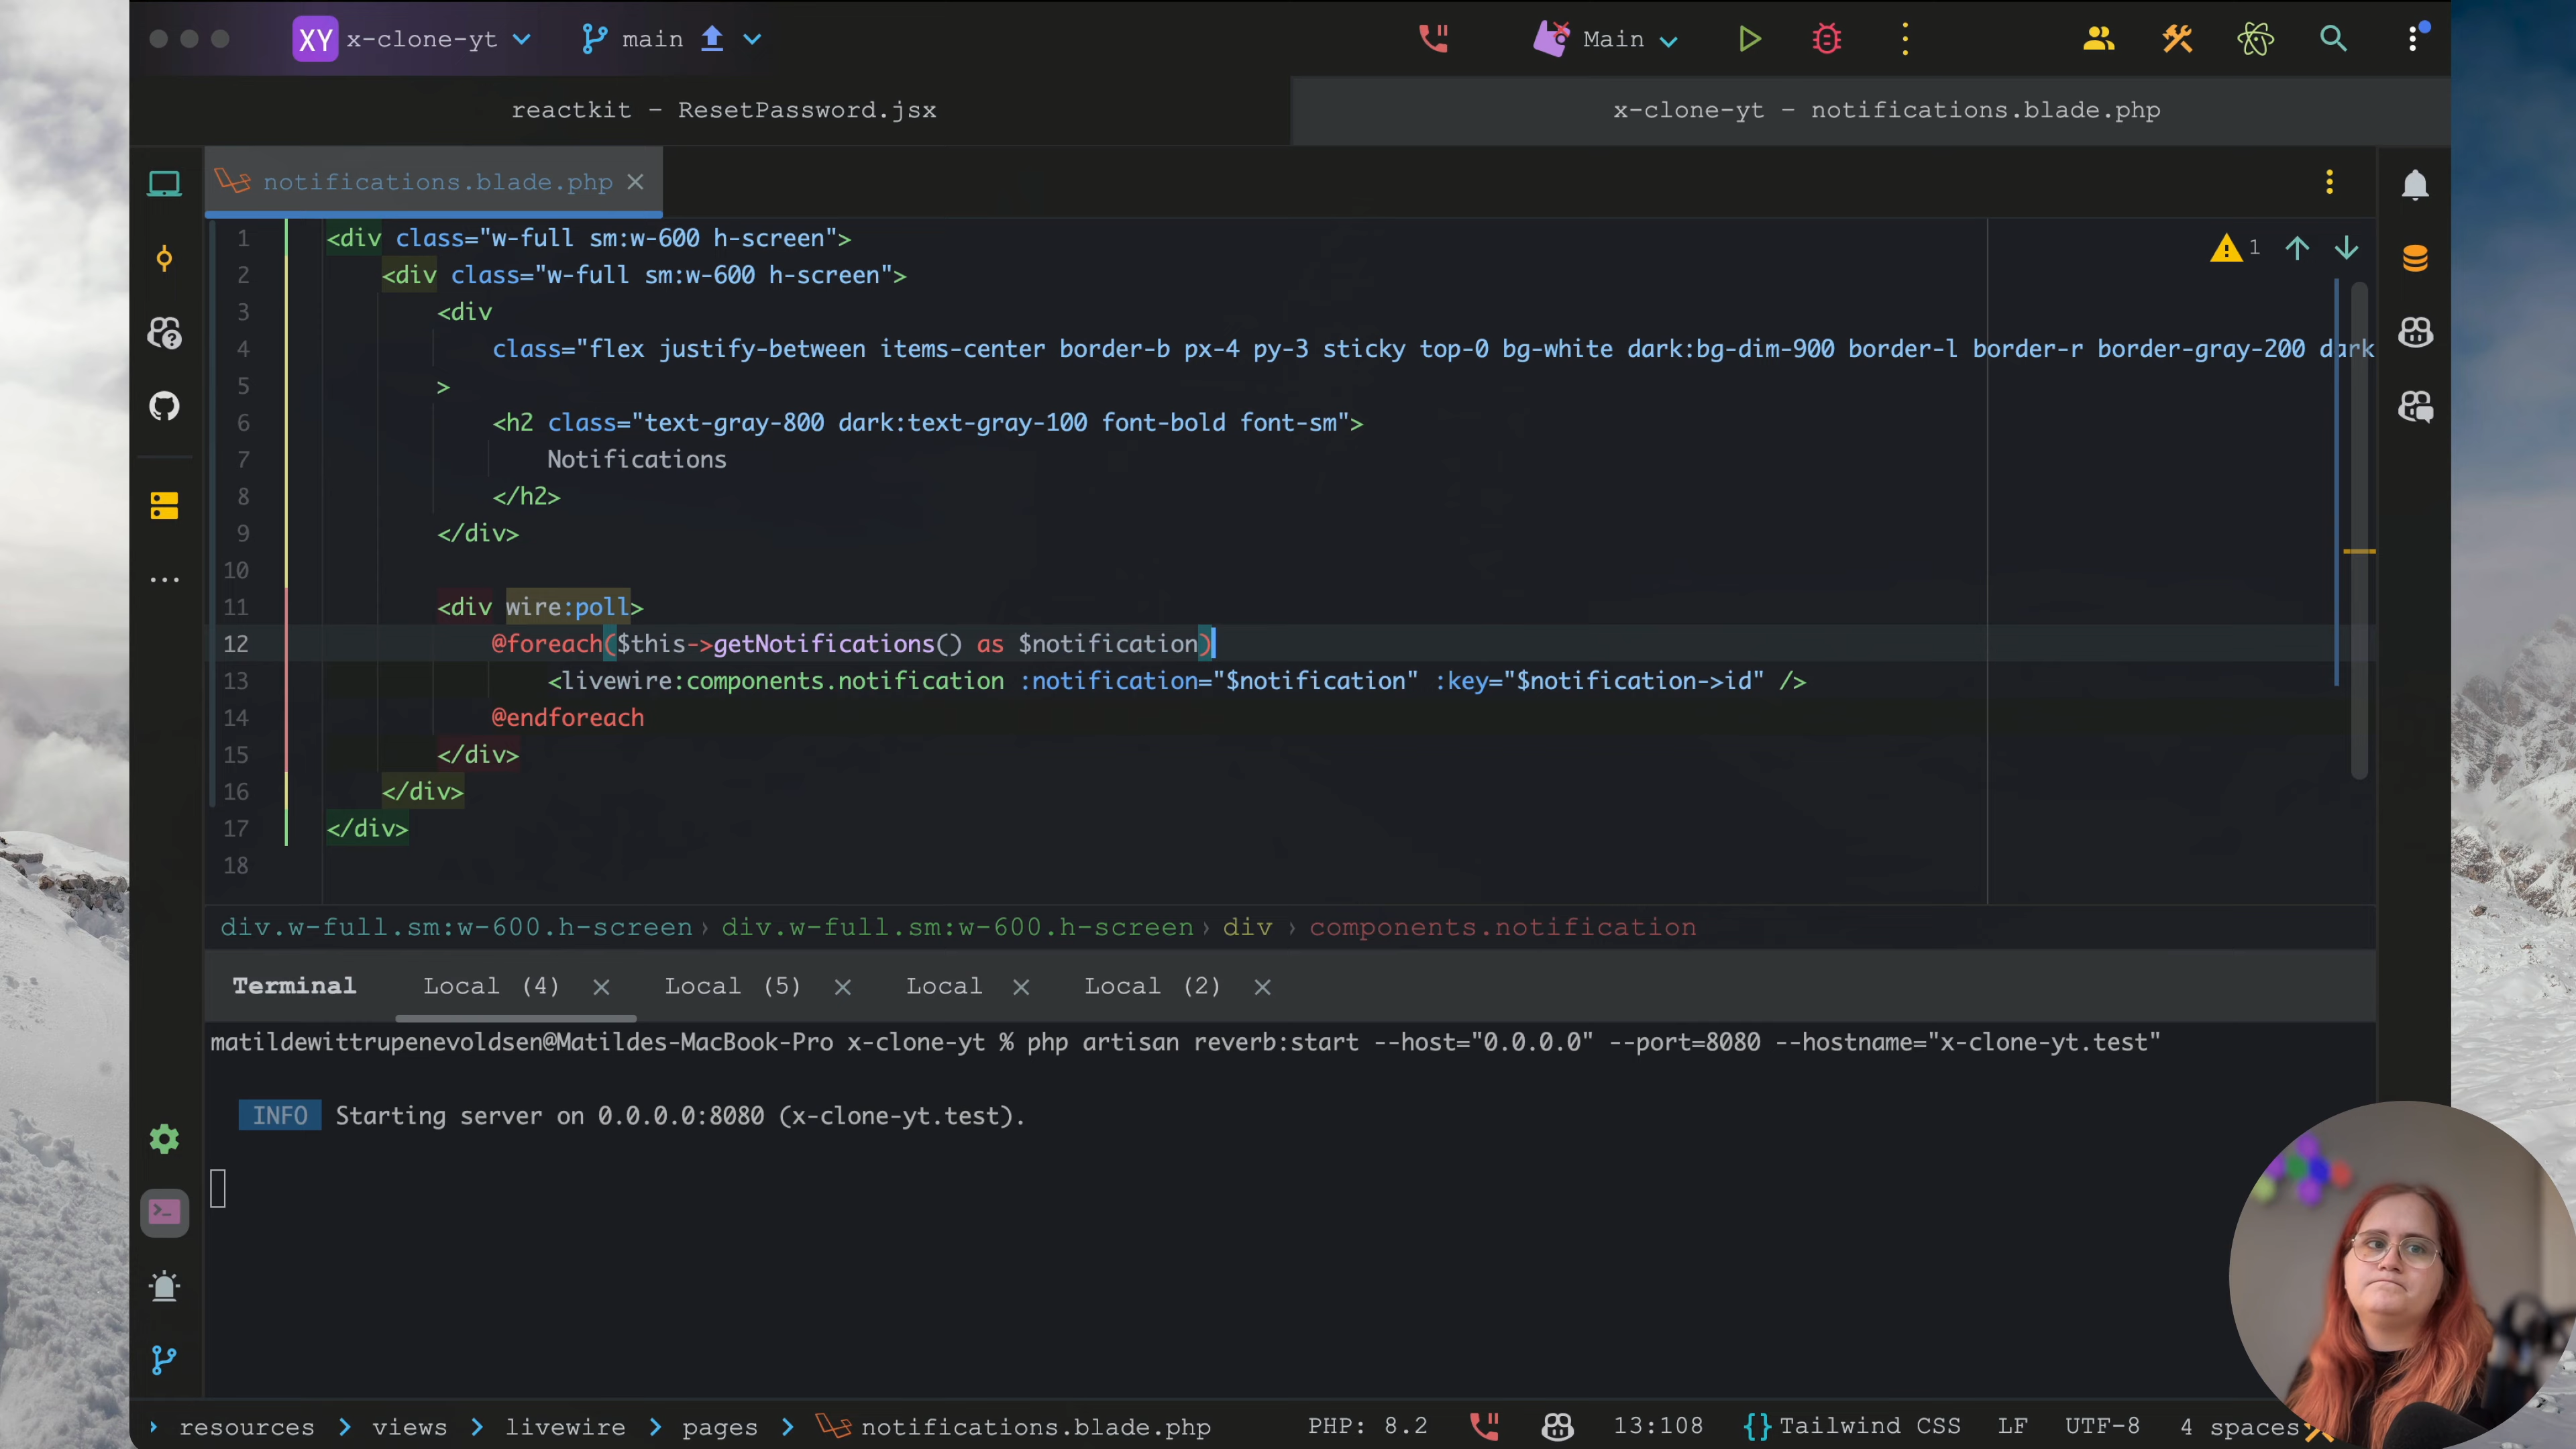 XY x-clone-yt main Main
reactkit – ResetPassword.jsx x-clone-yt – notifications.blade.php
notifications.blade.php
1 <div class="w-full sm:w-600 h-screen">
2 <div class="w-full sm:w-600 h-screen">
3 <div
4 class="flex justify-between items-center border-b px-4 py-3 sticky top-0 bg-white dark:bg-dim-900 border-l border-r border-gray-200 dark
5 >
6 <h2 class="text-gray-800 dark:text-gray-100 font-bold font-sm">
7 Notifications
8 </h2>
9 </div>
10
11 <div wire:poll>
12 @foreach($this->getNotifications() as $notification)
13 <livewire:components.notification :notification="$notification" :key="$notification->id" />
14 @endforeach
15 </div>
16 </div>
17 </div>
18
1
div.w-full.sm:w-600.h-screen › div.w-full.sm:w-600.h-screen › div › components.notification
Terminal Local (4) Local (5) Local Local (2)
matildewittrupenevoldsen@Matildes-MacBook-Pro x-clone-yt % php artisan reverb:start --host="0.0.0.0" --port=8080 --hostname="x-clone-yt.test"
INFO Starting server on 0.0.0.0:8080 (x-clone-yt.test).
resources views livewire pages notifications.blade.php PHP: 8.2 13:108 {} Tailwind CSS LF UTF-8 4 spaces